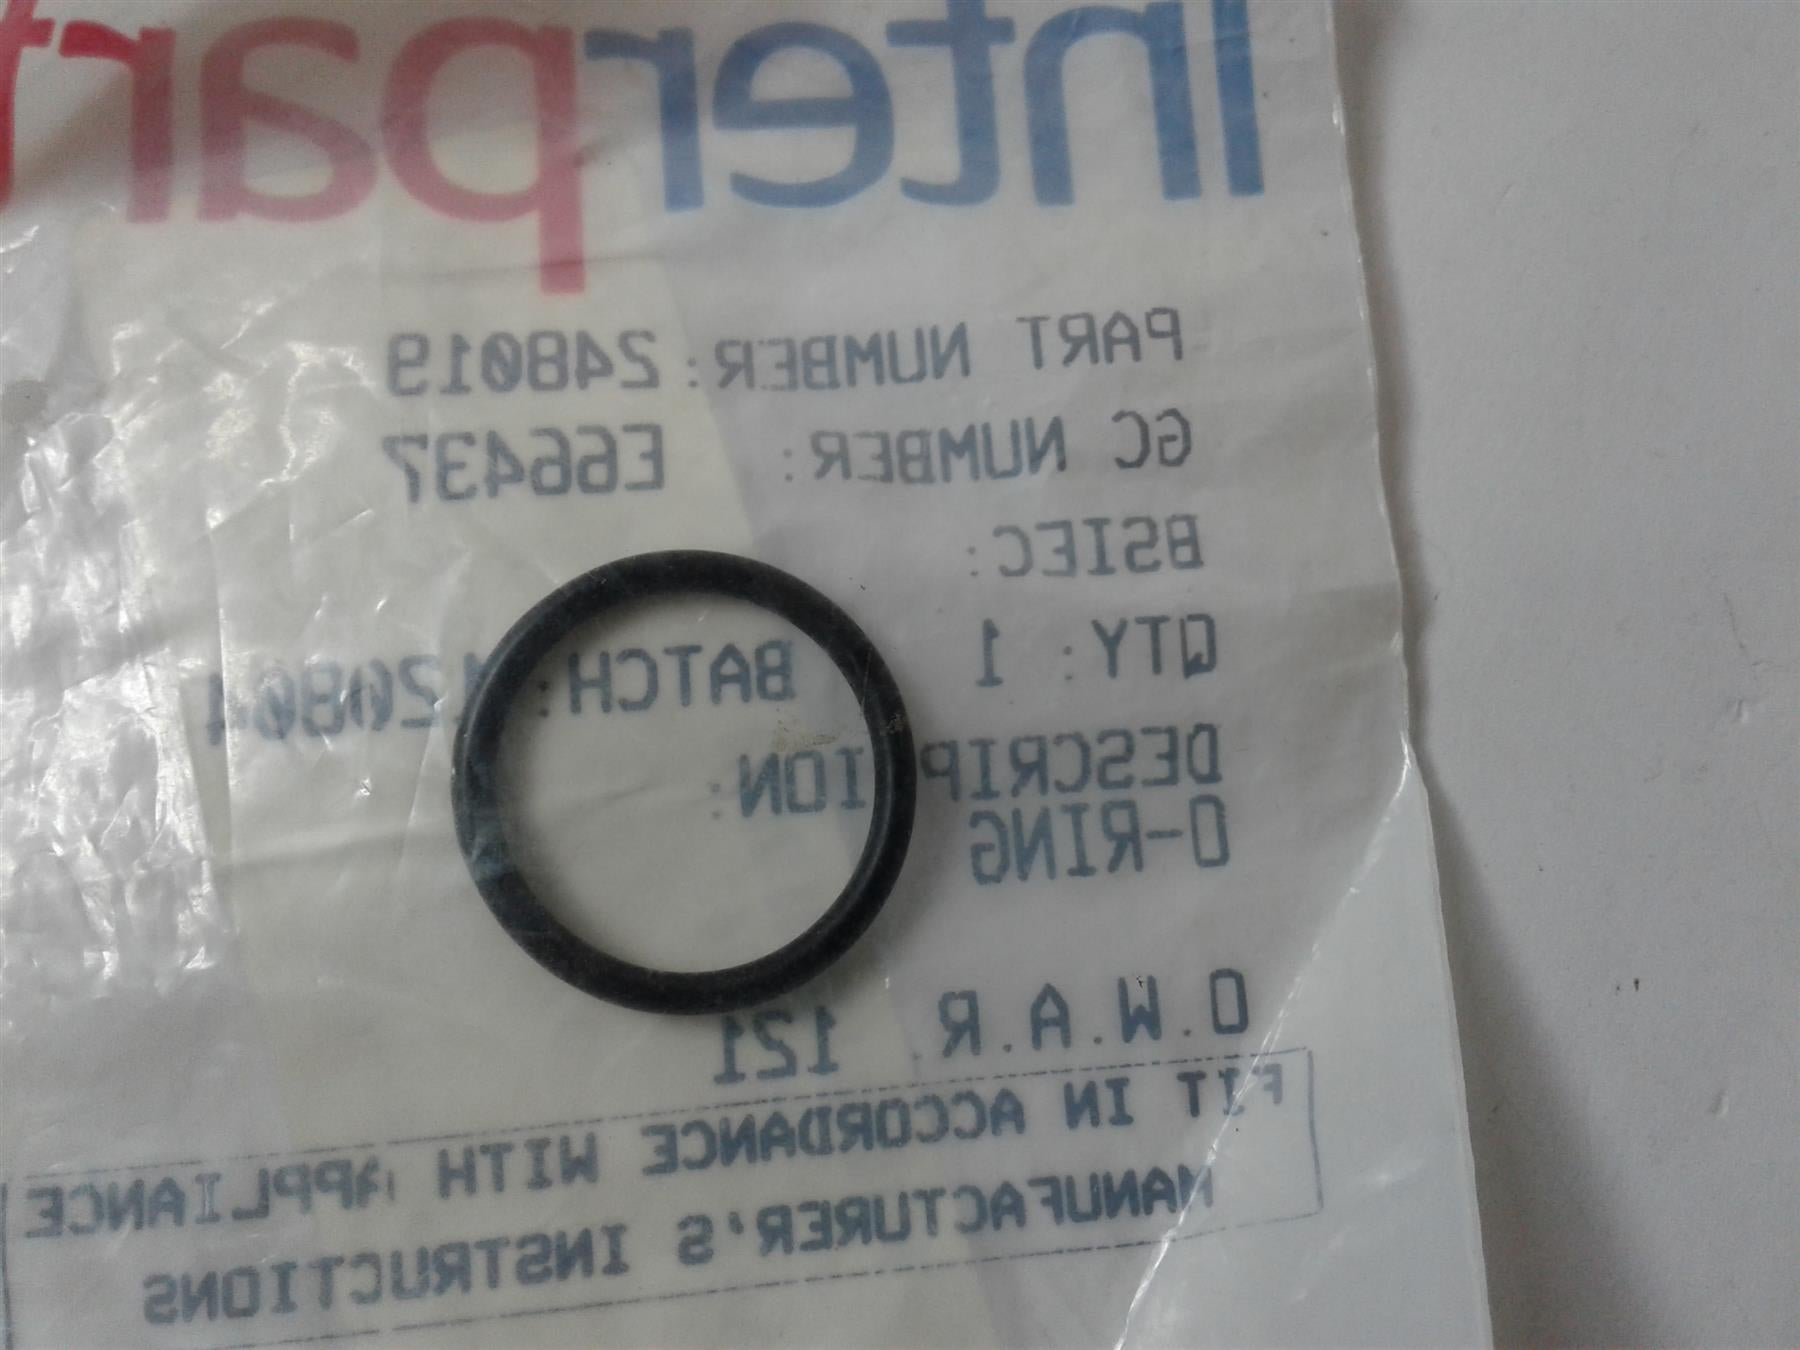 Interpart
PART NUMBER: 248019
GC NUMBER: E66437
BSIEC:
QTY: 1 BATCH:
DESCRIPTION:
O-RING
O.W.A.R. 121
FIT IN ACCORDANCE WITH APPLIANCE
MANUFACTURER'S INSTRUCTIONS